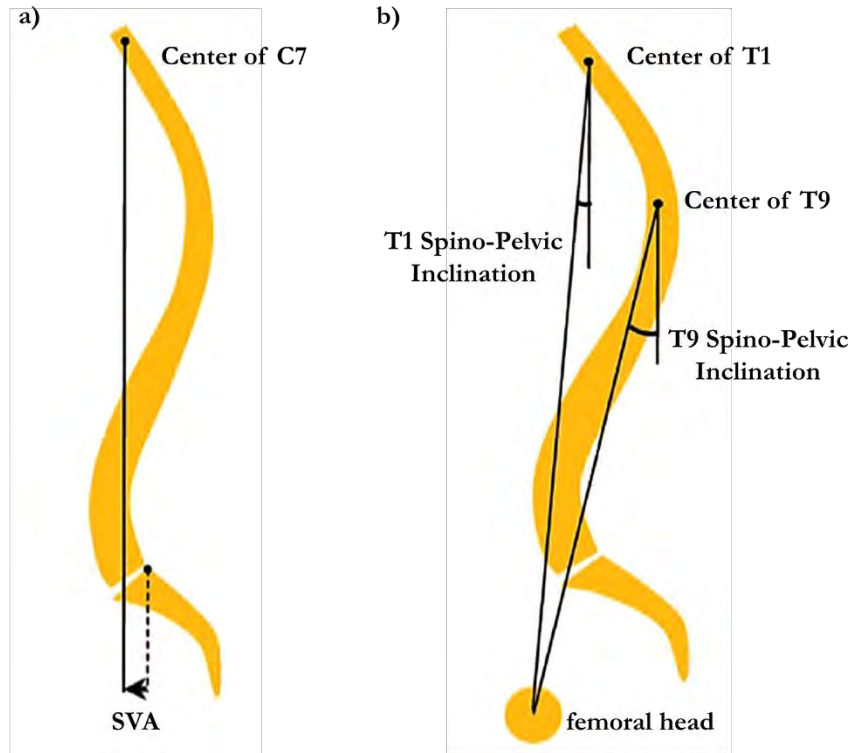 a)
Center of C7
SVA
b)
Center of T1
Center of T9
T1 Spino-Pelvic
Inclination
T9 Spino-Pelvic
Inclination
femoral head